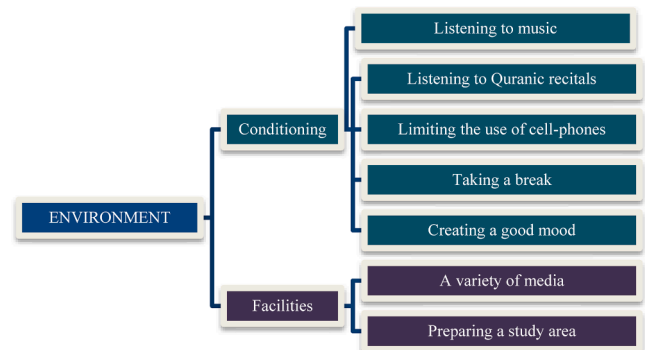 ENVIRONMENT
Conditioning
Listening to music
Listening to Quranic recitals
Limiting the use of cell-phones
Taking a break
Creating a good mood
Facilities
A variety of media
Preparing a study area